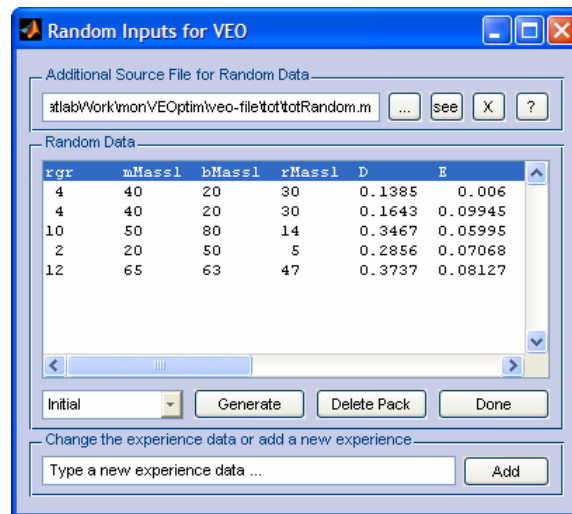 Random Inputs for VEO
Additional Source File for Random Data
atlabWork\monVEOptim\veo-file\tot\totRandom.m ... see X ?
Random Data
rgr mMassl bMassl rMassl D E
4 40 20 30 0.1385 0.006
4 40 20 30 0.1643 0.09945
10 50 80 14 0.3467 0.05995
2 20 50 5 0.2856 0.07068
12 65 63 47 0.3737 0.08127
Initial Generate Delete Pack Done
Change the experience data or add a new experience
Type a new experience data ... Add